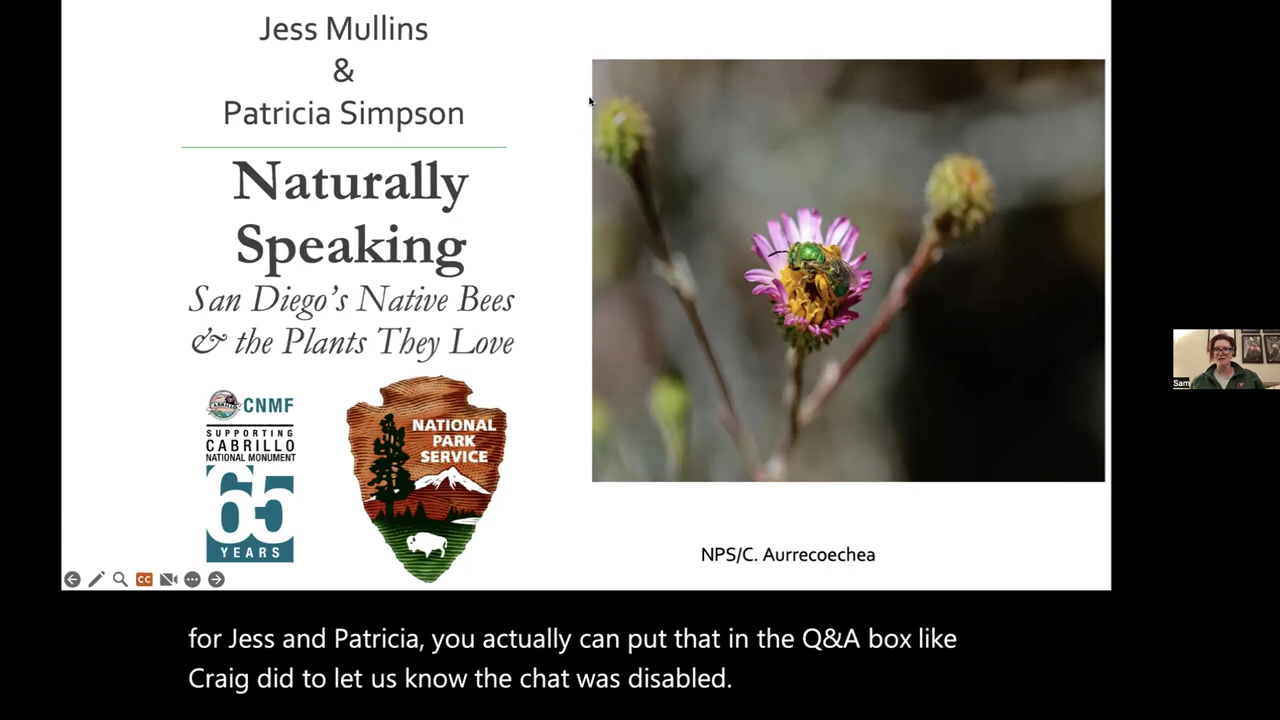 Jess Mullins
&
Patricia Simpson
Naturally
Speaking
San Diego's Native Bees
& the Plants They Love
CNMF
SUPPORTING
CABRILLO
NATIONAL MONUMENT
65
YEARS
NATIONAL
PARK
SERVICE
NPS/C. Aurrecoechea
CC
Sam
for Jess and Patricia, you actually can put that in the Q&A box like
Craig did to let us know the chat was disabled.